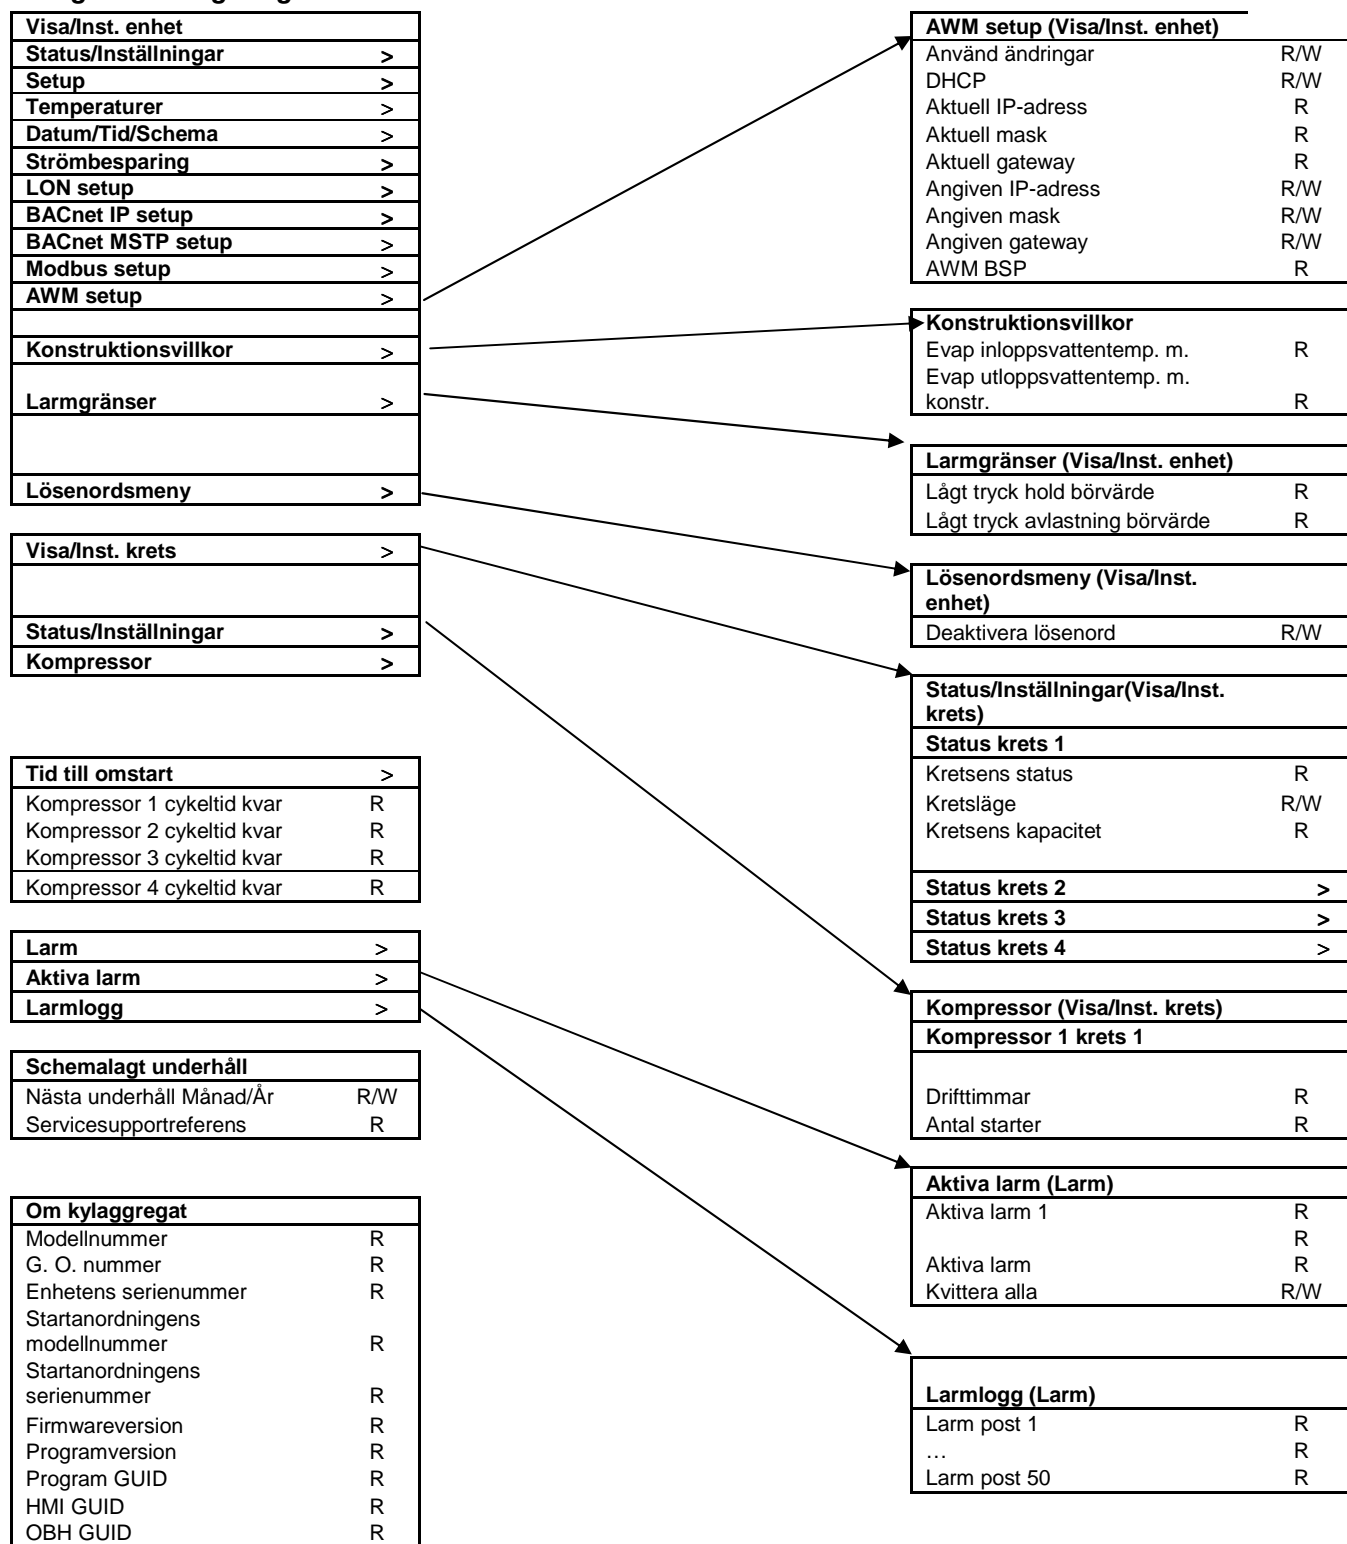 Visa/Inst. enhet
Status/Inställningar >
Setup >
Temperaturer >
Datum/Tid/Schema >
Strömbesparing >
LON setup >
BACnet IP setup >
BACnet MSTP setup >
Modbus setup >
AWM setup >
Konstruktionsvillkor >
Larmgränser >
Lösenordsmeny >
Visa/Inst. krets >
Status/Inställningar >
Kompressor >
Tid till omstart >
Kompressor 1 cykeltid kvar R
Kompressor 2 cykeltid kvar R
Kompressor 3 cykeltid kvar R
Kompressor 4 cykeltid kvar R
Larm >
Aktiva larm >
Larmlogg >
Schemalagt underhåll
Nästa underhåll Månad/År R/W
Servicesupportreferens R
Om kylaggregat
Modellnummer R
G. O. nummer R
Enhetens serienummer R
Startanordningens
modellnummer R
Startanordningens
serienummer R
Firmwareversion R
Programversion R
Program GUID R
HMI GUID R
OBH GUID R
AWM setup (Visa/Inst. enhet)
Använd ändringar R/W
DHCP R/W
Aktuell IP-adress R
Aktuell mask R
Aktuell gateway R
Angiven IP-adress R/W
Angiven mask R/W
Angiven gateway R/W
AWM BSP R
Konstruktionsvillkor
Evap inloppsvattentemp. m. R
Evap utloppsvattentemp. m.
konstr. R
Larmgränser (Visa/Inst. enhet)
Lågt tryck hold börvärde R
Lågt tryck avlastning börvärde R
Lösenordsmeny (Visa/Inst.
enhet)
Deaktivera lösenord R/W
Status/Inställningar(Visa/Inst.
krets)
Status krets 1
Kretsens status R
Kretsläge R/W
Kretsens kapacitet R
Status krets 2 >
Status krets 3 >
Status krets 4 >
Kompressor (Visa/Inst. krets)
Kompressor 1 krets 1
Drifttimmar R
Antal starter R
Aktiva larm (Larm)
Aktiva larm 1 R
R
Aktiva larm R
Kvittera alla R/W
Larmlogg (Larm)
Larm post 1 R
… R
Larm post 50 R